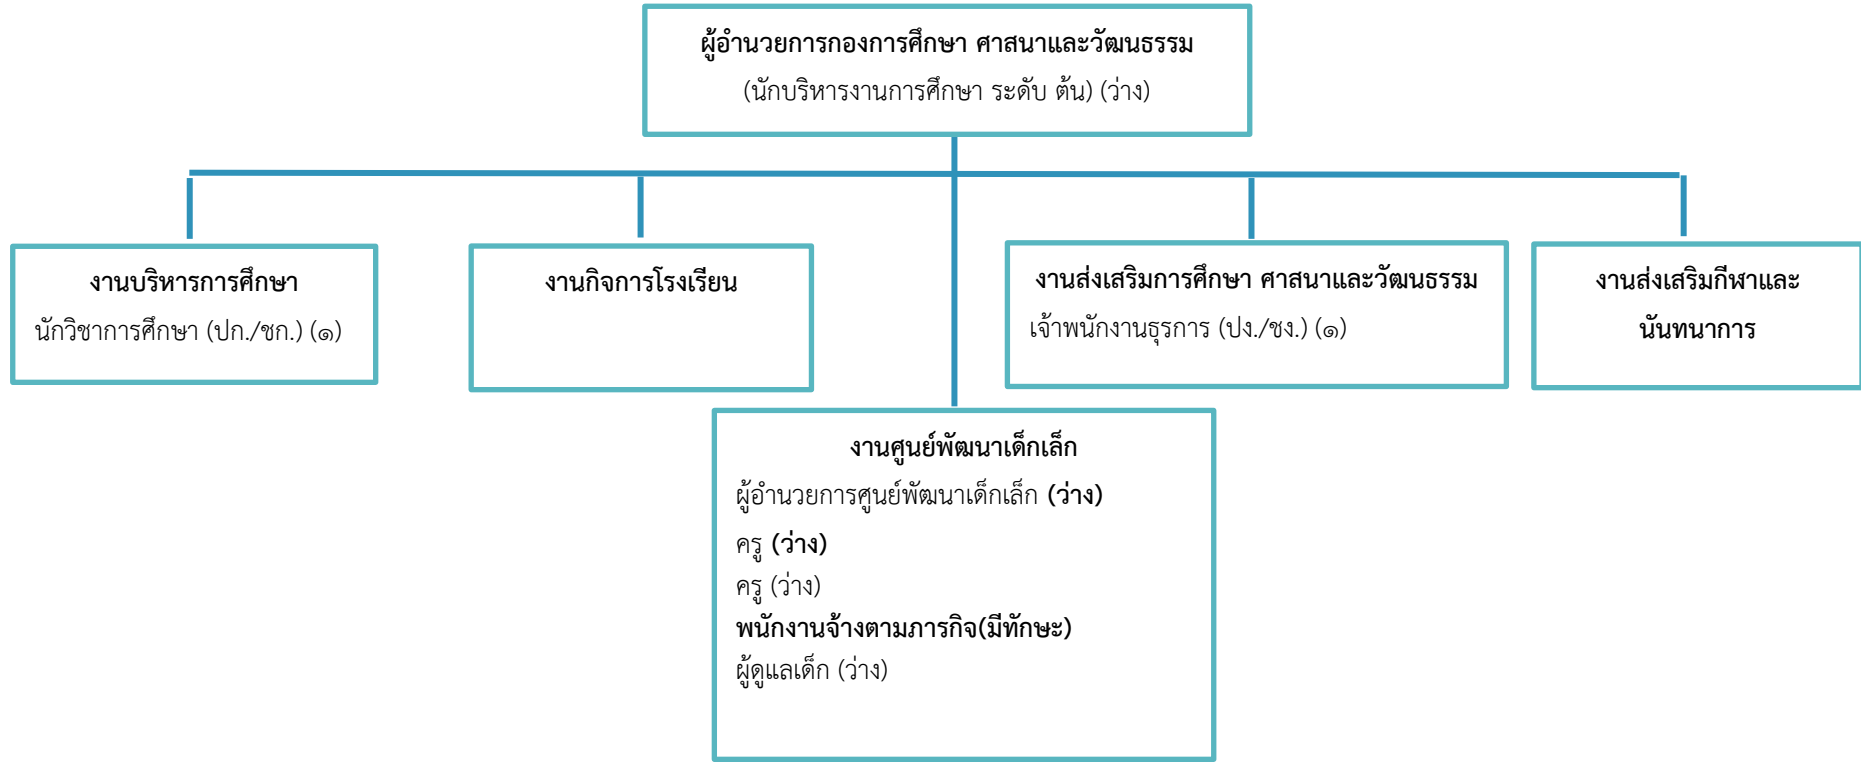 ผู้อำนวยการกองการศึกษา ศาสนาและวัฒนธรรม
(นักบริหารงานการศึกษา ระดับ ต้น) (ว่าง)
งานบริหารการศึกษา
นักวิชาการศึกษา (ปก./ชก.) (๑)
งานกิจการโรงเรียน
งานส่งเสริมการศึกษา ศาสนาและวัฒนธรรม
เจ้าพนักงานธุรการ (ปง./ชง.) (๑)
งานส่งเสริมกีฬาและ
นันทนาการ
งานศูนย์พัฒนาเด็กเล็ก
ผู้อำนวยการศูนย์พัฒนาเด็กเล็ก (ว่าง)
ครู (ว่าง)
ครู (ว่าง)
พนักงานจ้างตามภารกิจ(มีทักษะ)
ผู้ดูแลเด็ก (ว่าง)